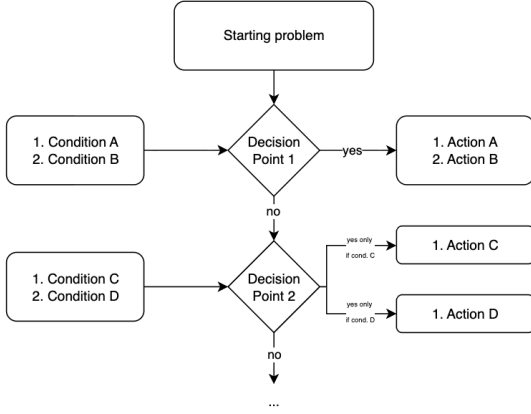 Starting problem
1. Condition A
2. Condition B
Decision
Point 1
yes
1. Action A
2. Action B
no
1. Condition C
2. Condition D
Decision
Point 2
yes only
if cond. C
1. Action C
yes only
if cond. D
1. Action D
no
...